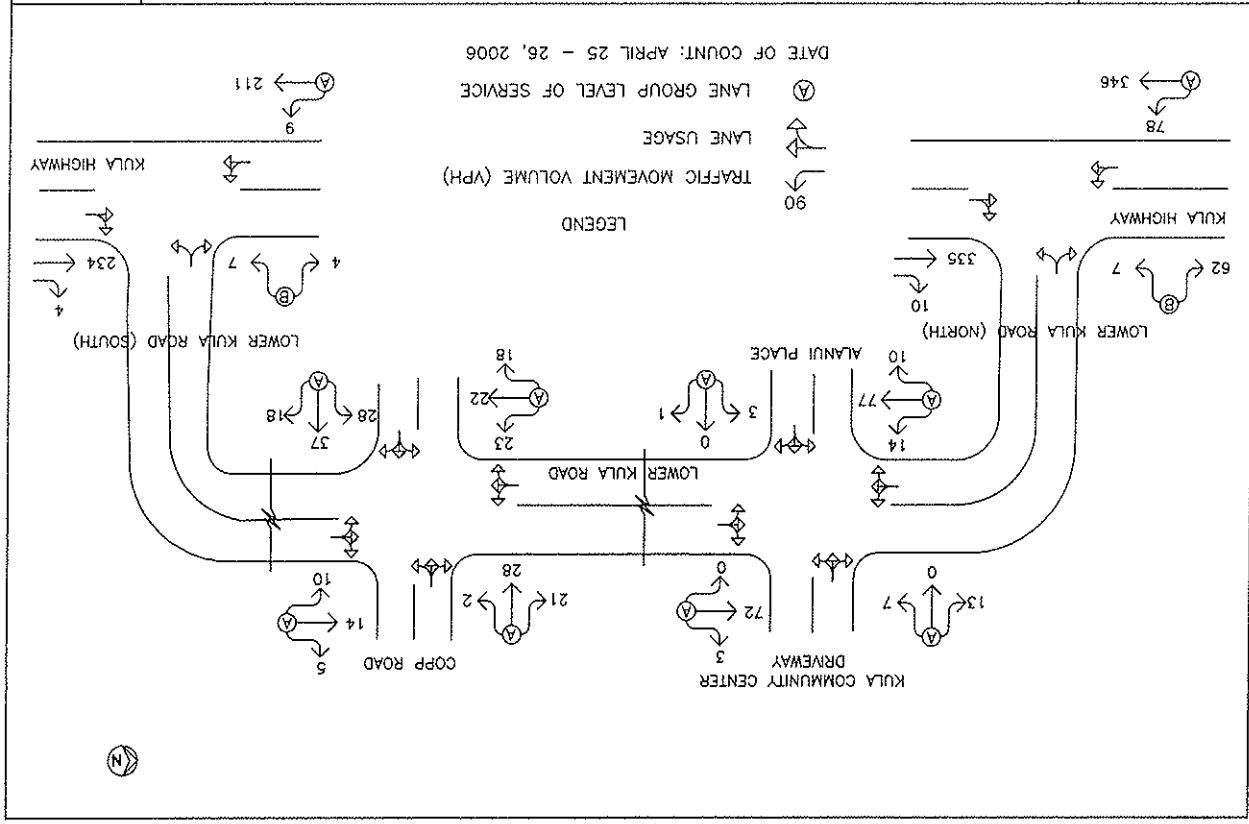 N
KULA COMMUNITY CENTER
DRIVEWAY
COPP ROAD
13
0
7
3
72
0
21
28
2
5
14
10
LOWER KULA ROAD
14
77
10
3
0
1
23
22
18
28
37
18
ALANUI PLACE
LOWER KULA ROAD (NORTH)
LOWER KULA ROAD (SOUTH)
62
7
10
335
4
7
4
234
KULA HIGHWAY
KULA HIGHWAY
78
346
9
211
LEGEND
90 TRAFFIC MOVEMENT VOLUME (VPH)
LANE USAGE
A LANE GROUP LEVEL OF SERVICE
DATE OF COUNT: APRIL 25 - 26, 2006
A
A
A
A
A
A
A
A
B
B
A
A